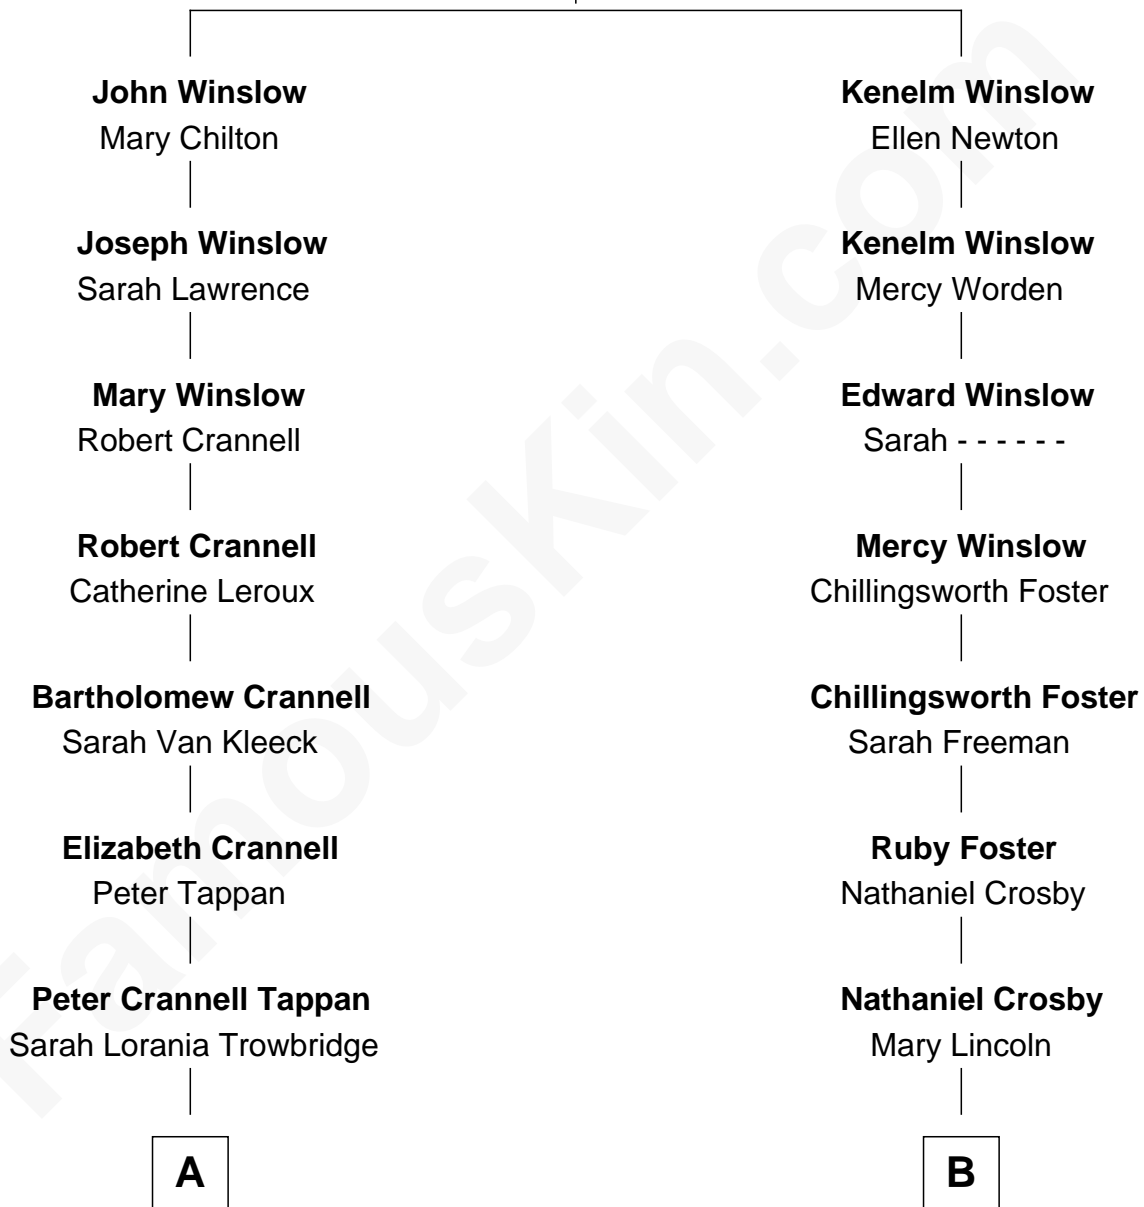 John Winslow
Mary Chilton
Kenelm Winslow
Ellen Newton
Joseph Winslow
Sarah Lawrence
Kenelm Winslow
Mercy Worden
Mary Winslow
Robert Crannell
Edward Winslow
Sarah - - - - - -
Robert Crannell
Catherine Leroux
Mercy Winslow
Chillingsworth Foster
Bartholomew Crannell
Sarah Van Kleeck
Chillingsworth Foster
Sarah Freeman
Elizabeth Crannell
Peter Tappan
Ruby Foster
Nathaniel Crosby
Peter Crannell Tappan
Sarah Lorania Trowbridge
Nathaniel Crosby
Mary Lincoln
A
B
FamousKin.com